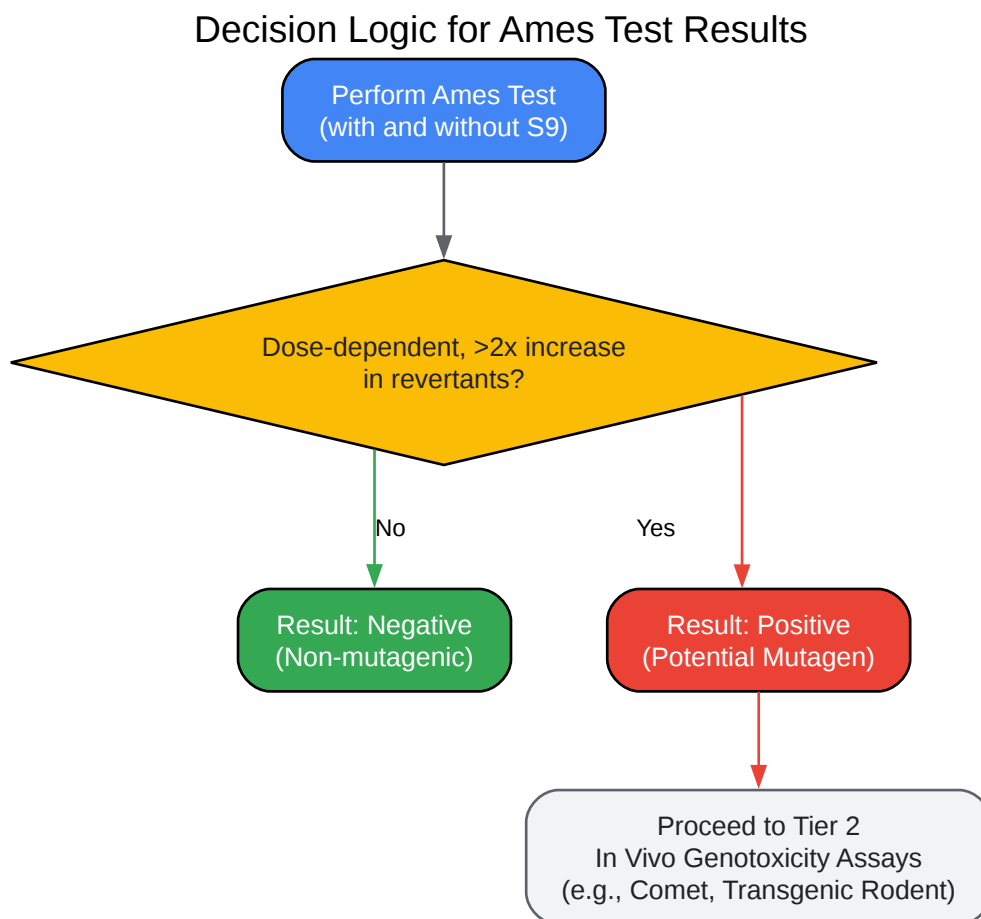 Decision Logic for Ames Test Results
Perform Ames Test
(with and without S9)
Dose-dependent, >2x increase
in revertants?
No
Yes
Result: Negative
(Non-mutagenic)
Result: Positive
(Potential Mutagen)
Proceed to Tier 2
In Vivo Genotoxicity Assays
(e.g., Comet, Transgenic Rodent)